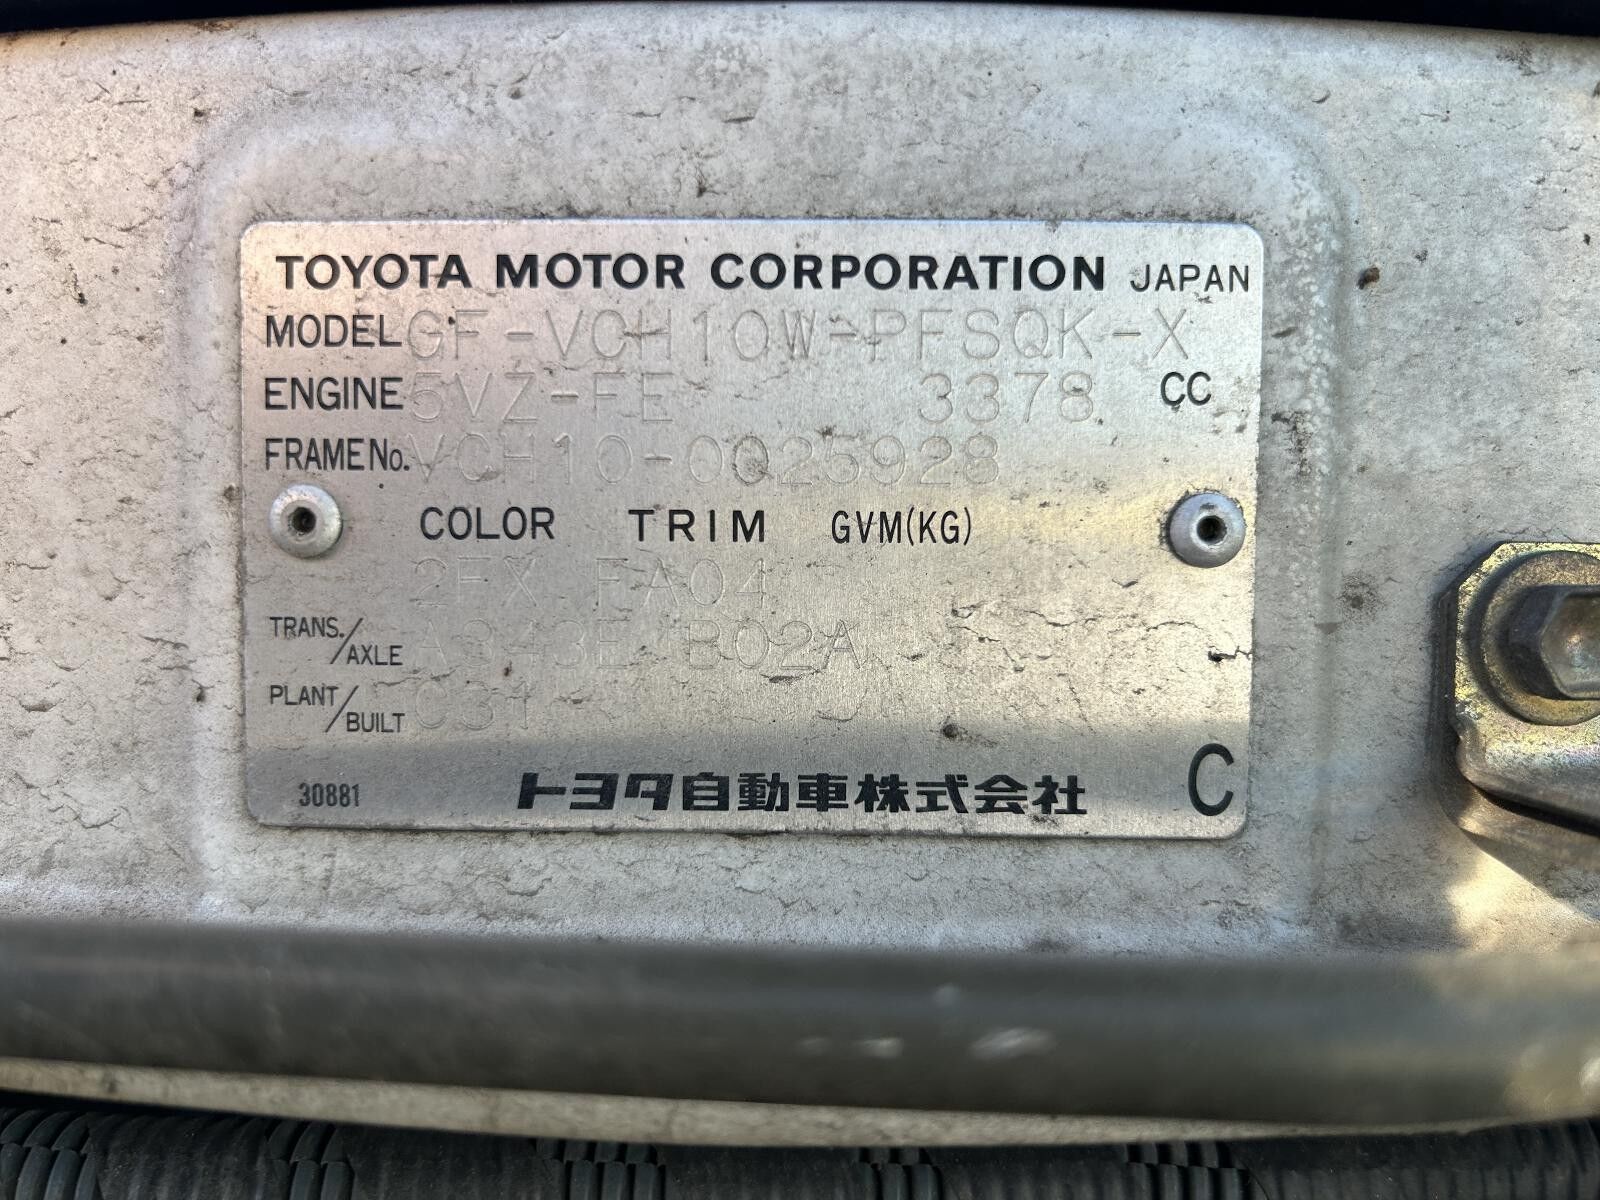 TOYOTA MOTOR CORPORATION JAPAN
MODEL GF-VCH10W-PFSQK-X
ENGINE 5VZ-FE 3378 CC
FRAME No. VCH10-0025928
COLOR TRIM GVM(KG)
2FX FA04
TRANS./AXLE A343E B02A
PLANT/BUILT C31
30881 トヨタ自動車株式会社 C